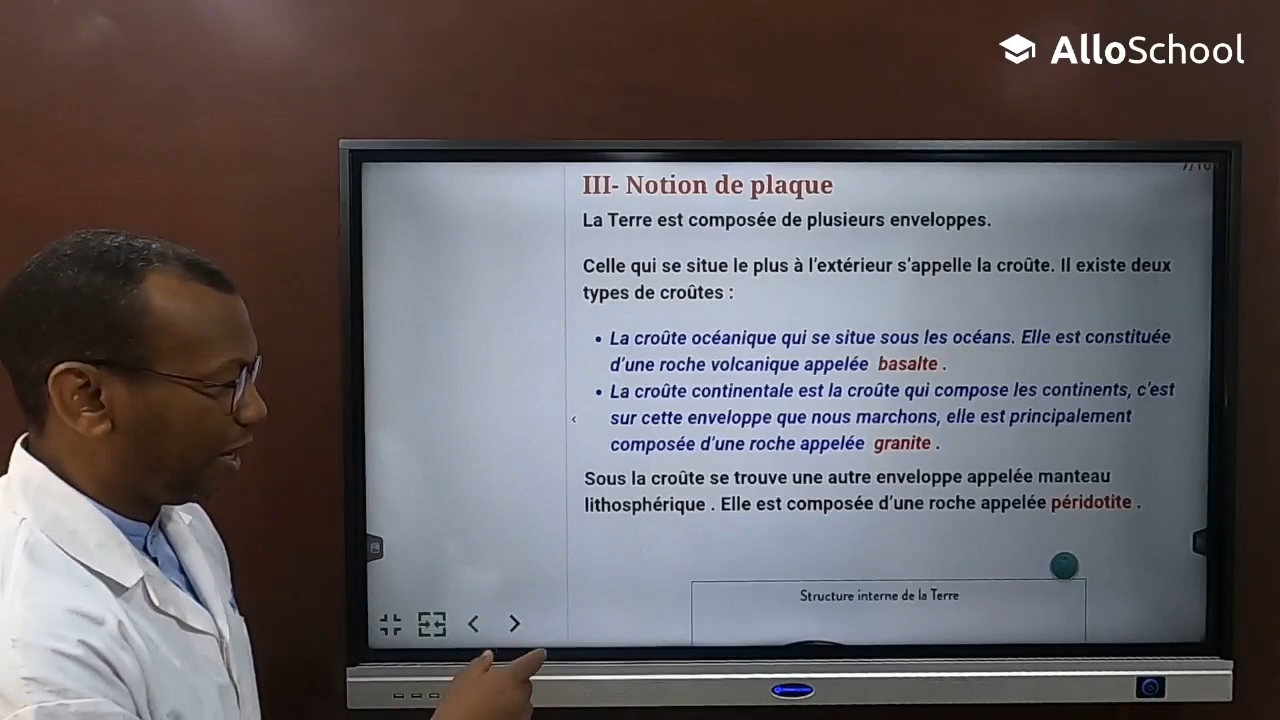 AlloSchool
III- Notion de plaque
La Terre est composée de plusieurs enveloppes.
Celle qui se situe le plus à l'extérieur s'appelle la croûte. Il existe deux
types de croûtes :
• La croûte océanique qui se situe sous les océans. Elle est constituée
d'une roche volcanique appelée basalte .
• La croûte continentale est la croûte qui compose les continents, c'est
sur cette enveloppe que nous marchons, elle est principalement
composée d'une roche appelée granite .
Sous la croûte se trouve une autre enveloppe appelée manteau
lithosphérique . Elle est composée d'une roche appelée péridotite .
Structure interne de la Terre